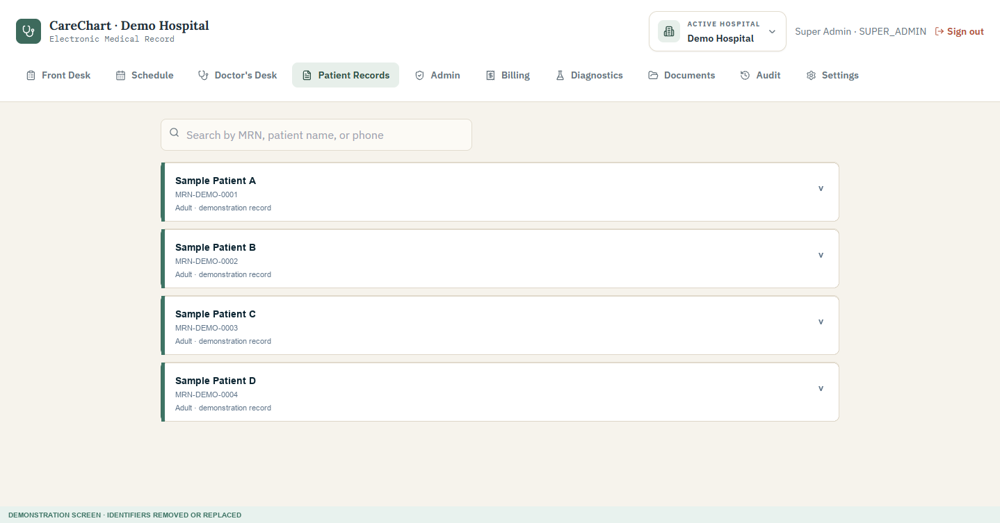 CareChart · Demo Hospital
Electronic Medical Record
ACTIVE HOSPITAL
Demo Hospital
Super Admin · SUPER_ADMIN
Sign out
Front Desk
Schedule
Doctor's Desk
Patient Records
Admin
Billing
Diagnostics
Documents
Audit
Settings
Search by MRN, patient name, or phone
Sample Patient A
MRN-DEMO-0001
Adult · demonstration record
v
Sample Patient B
MRN-DEMO-0002
Adult · demonstration record
v
Sample Patient C
MRN-DEMO-0003
Adult · demonstration record
v
Sample Patient D
MRN-DEMO-0004
Adult · demonstration record
v
DEMONSTRATION SCREEN · IDENTIFIERS REMOVED OR REPLACED